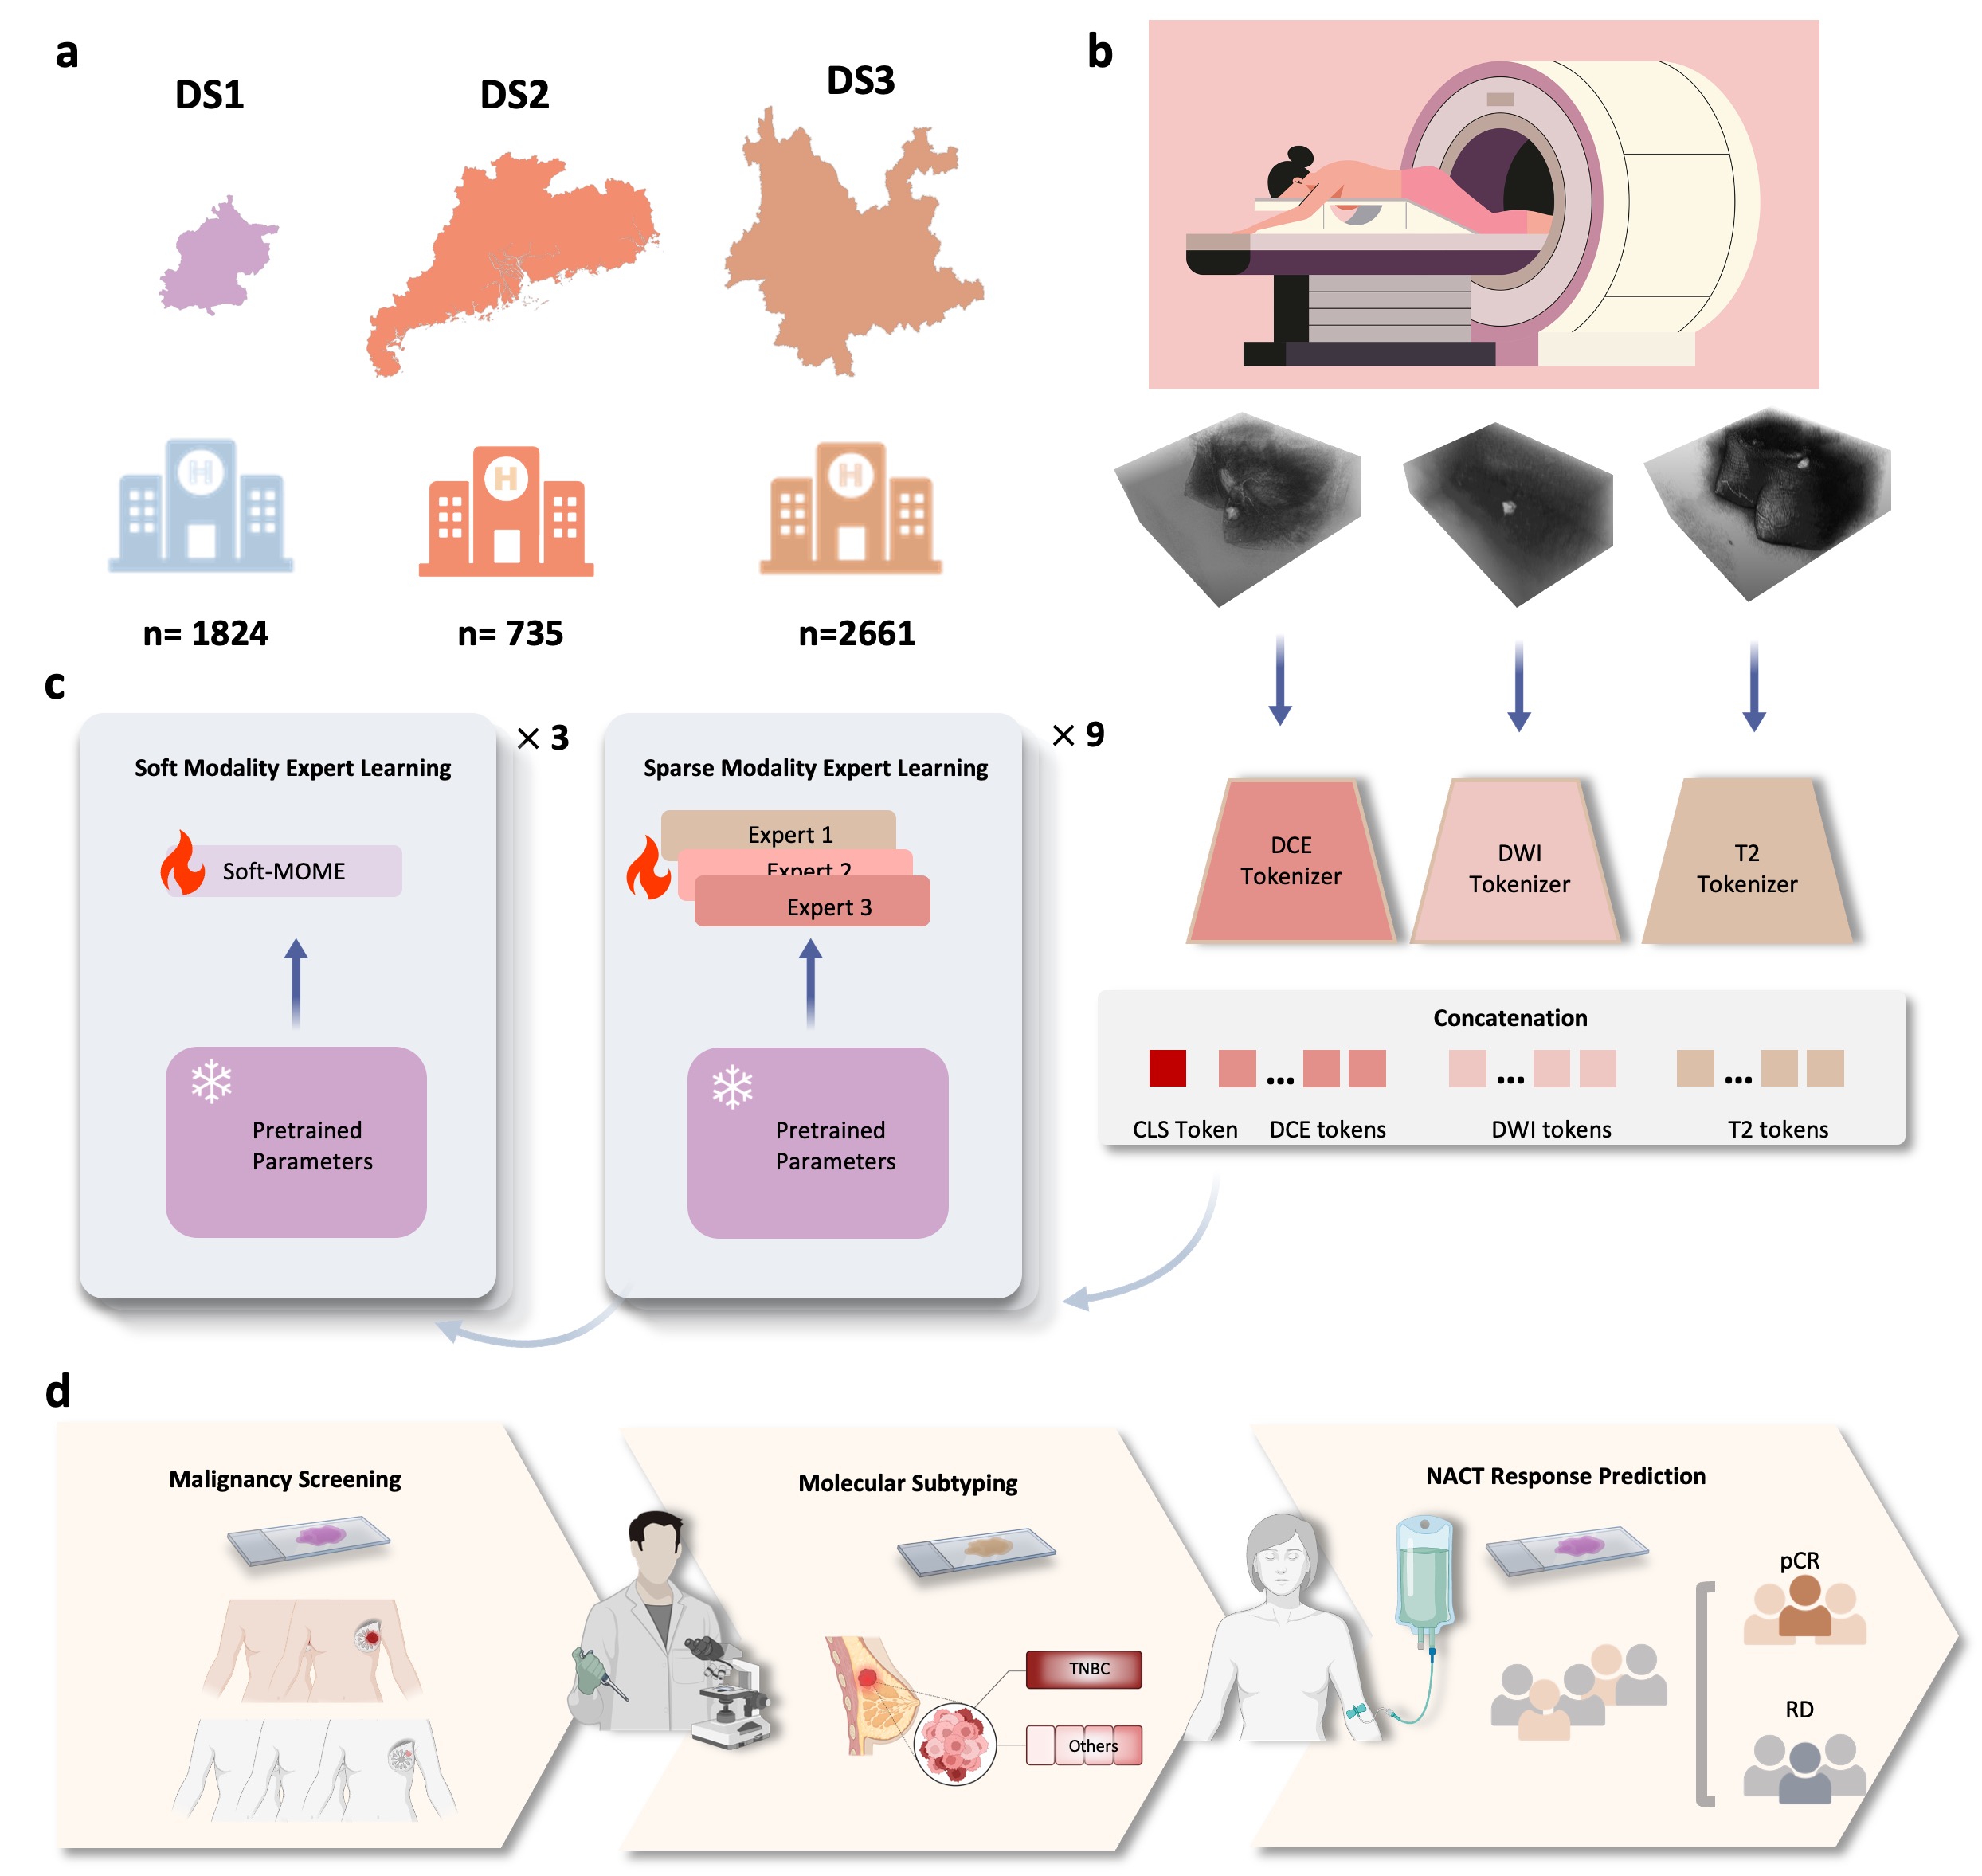 a
DS1
DS2
DS3
H
H
H
n= 1824
n= 735
n=2661
b
DCE
Tokenizer
DWI
Tokenizer
T2
Tokenizer
Concatenation
...
...
...
CLS Token
DCE tokens
DWI tokens
T2 tokens
c
× 3
Soft Modality Expert Learning
Soft-MOME
Pretrained
Parameters
× 9
Sparse Modality Expert Learning
Expert 1
Expert 2
Expert 3
Pretrained
Parameters
d
Malignancy Screening
Molecular Subtyping
TNBC
Others
NACT Response Prediction
pCR
RD